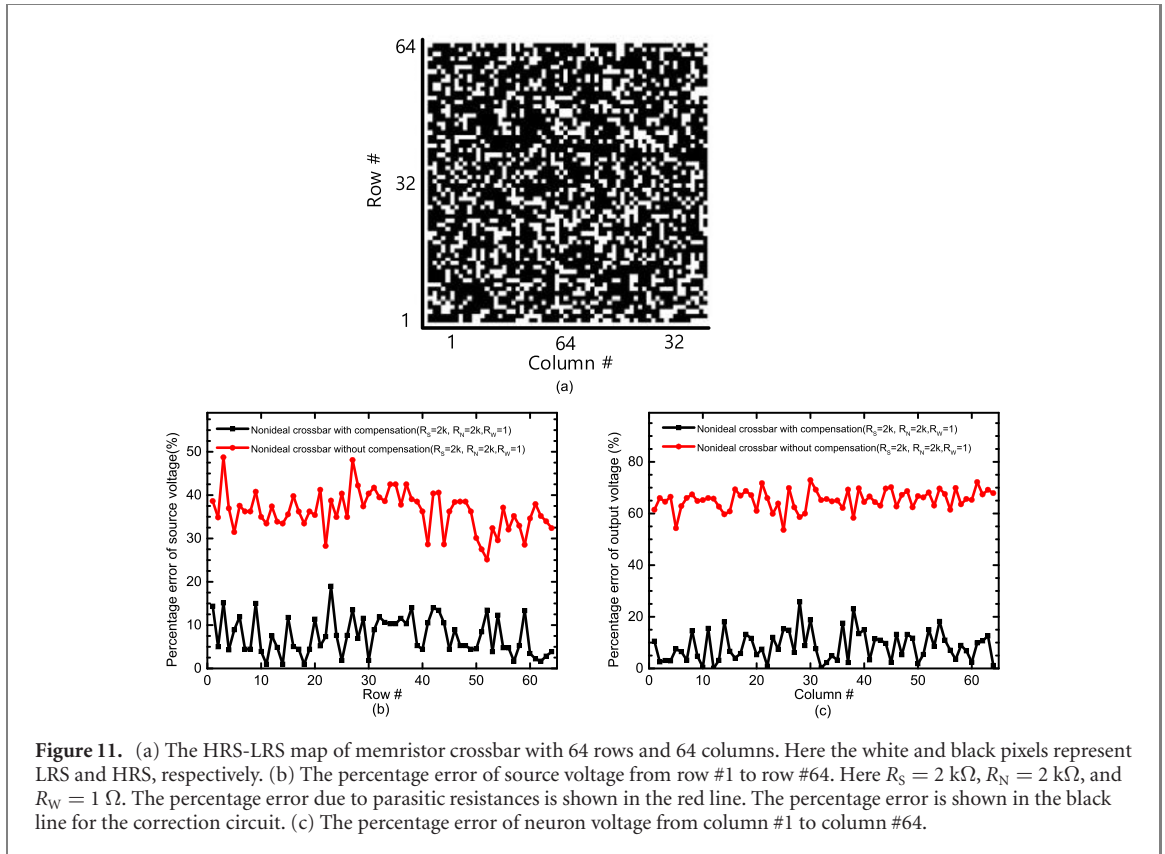 64
32
1
Row #
1 64 32
Column #
(a)
Nonideal crossbar with compensation(R_S=2k, R_N=2k,R_W=1)
Nonideal crossbar without compensation(R_S=2k, R_N=2k,R_W=1)
Percentage error of source voltage(%)
50
40
30
20
10
0
0 10 20 30 40 50 60
Row #
(b)
Nonideal crossbar with compensation(R_S=2k, R_N=2k,R_W=1)
Nonideal crossbar without compensation(R_S=2k, R_N=2k,R_W=1)
Percentage error of output voltage (%)
80
60
40
20
0
0 10 20 30 40 50 60
Column #
(c)
Figure 11. (a) The HRS-LRS map of memristor crossbar with 64 rows and 64 columns. Here the white and black pixels represent
LRS and HRS, respectively. (b) The percentage error of source voltage from row #1 to row #64. Here R_S = 2 kΩ, R_N = 2 kΩ, and
R_W = 1 Ω. The percentage error due to parasitic resistances is shown in the red line. The percentage error is shown in the black
line for the correction circuit. (c) The percentage error of neuron voltage from column #1 to column #64.